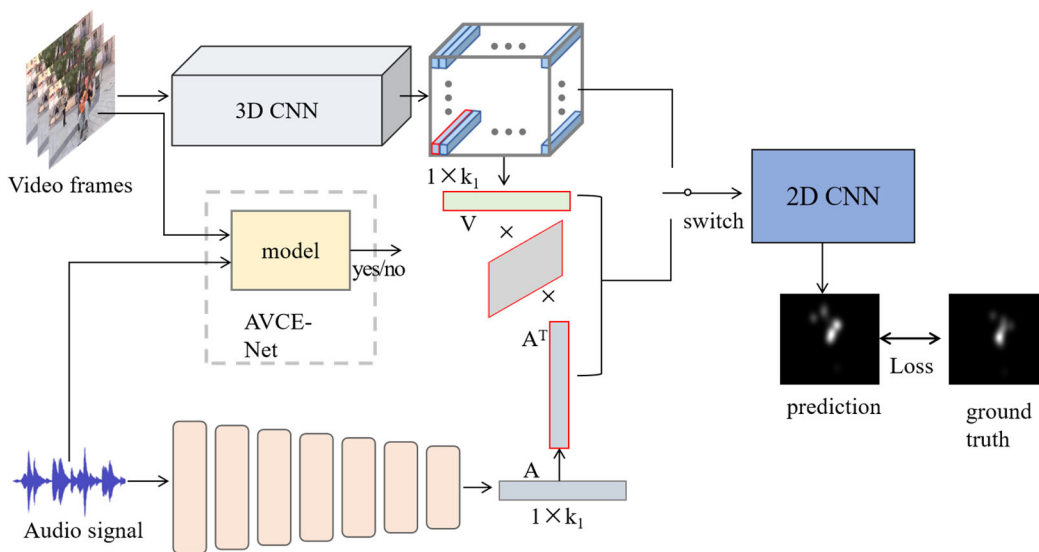 3D CNN
Video frames
1×k₁
V
×
×
switch
2D CNN
model
yes/no
AVCE-
Net
Aᵀ
Loss
prediction
ground
truth
A
Audio signal
1×k₁